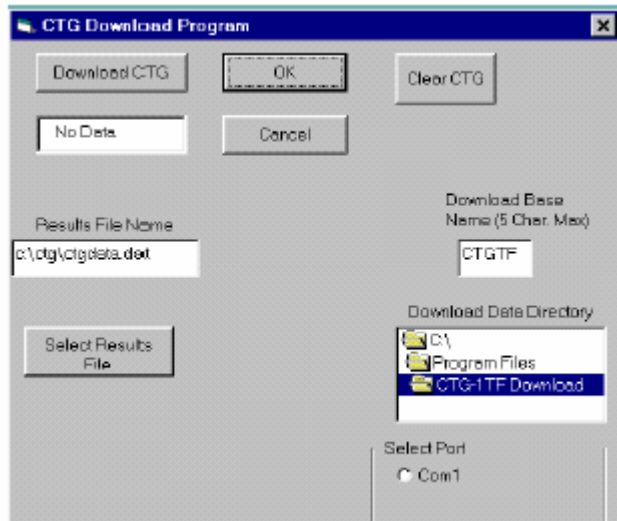 CTG Download Program
Download CTG
OK
Clear CTG
No Data
Cancel
Download Base
Name (5 Char. Max)
Results File Name
c:\ctg\ctgdata.dat
CTGTF
Download Data Directory
Select Results
File
C:\
Program Files
CTG-1TF Download
Select Port
Com1